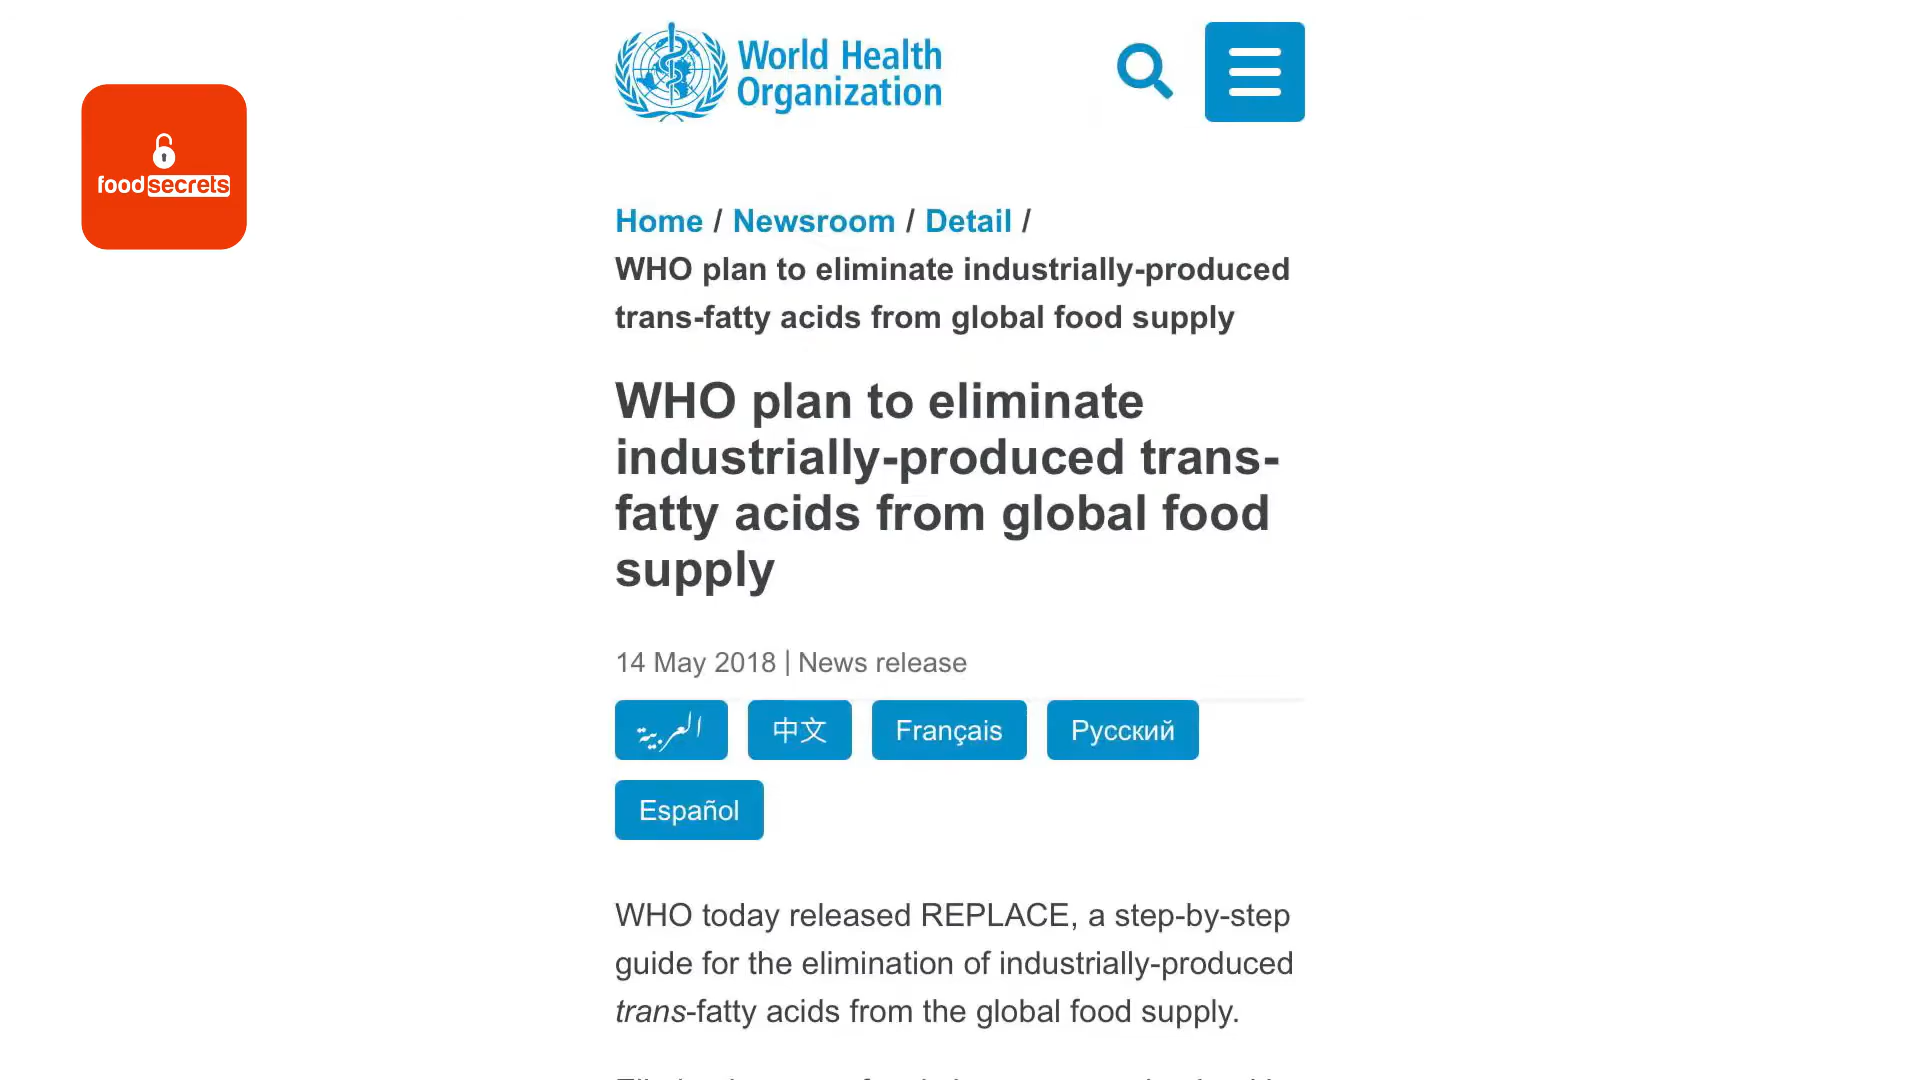 World Health
Organization
foodsecrets
Home / Newsroom / Detail /
WHO plan to eliminate industrially-produced
trans-fatty acids from global food supply
WHO plan to eliminate
industrially-produced trans-
fatty acids from global food
supply
14 May 2018 | News release
العربية
中文
Français
Русский
Español
WHO today released REPLACE, a step-by-step
guide for the elimination of industrially-produced
trans-fatty acids from the global food supply.